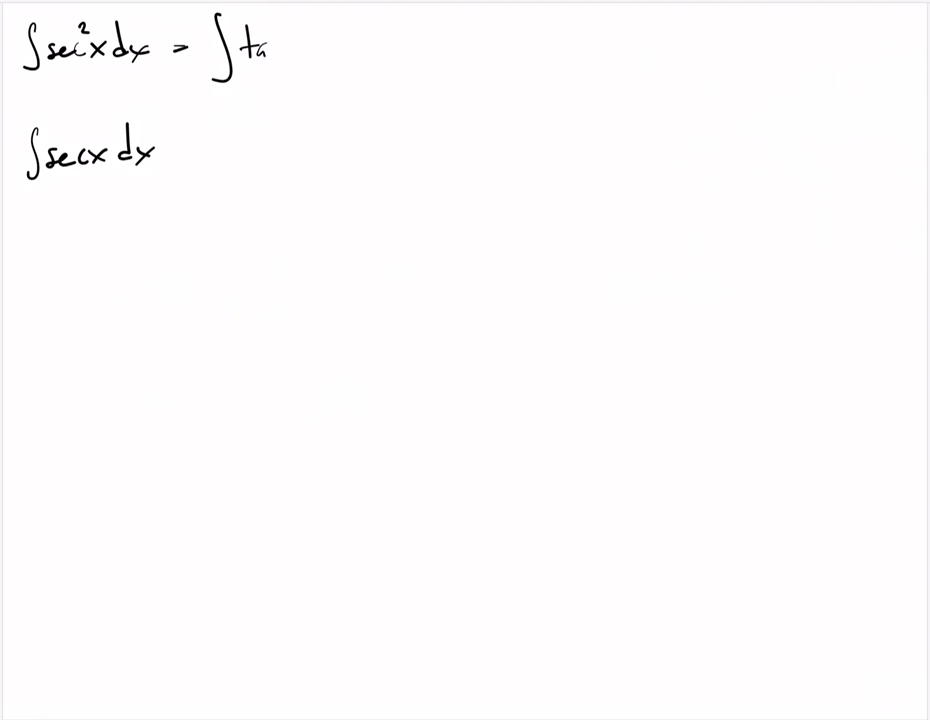 ∫sec²x dx = ∫ta
∫secx dx